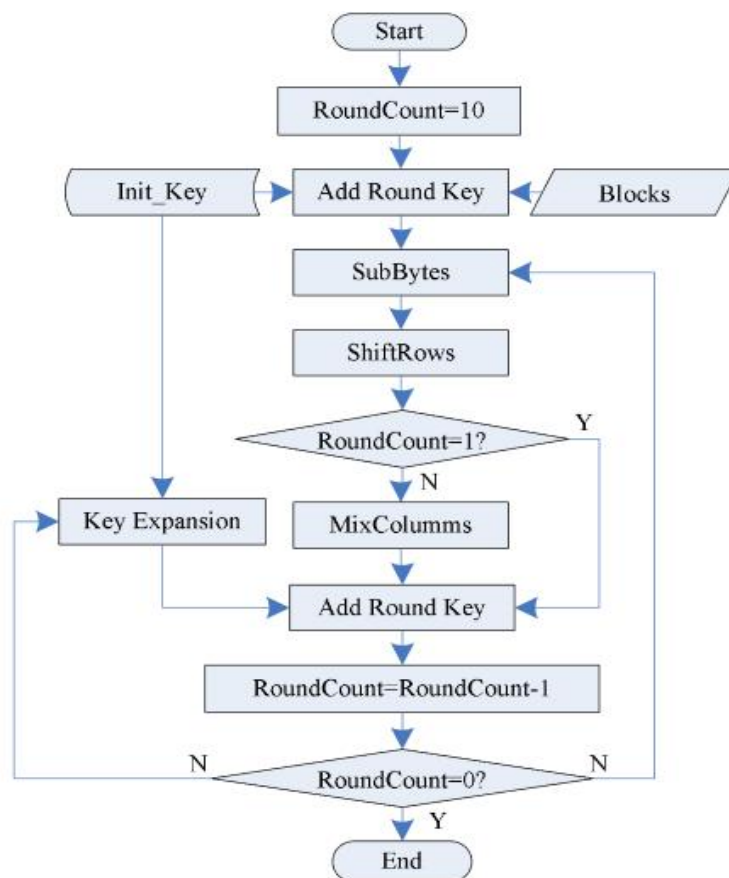 Start
RoundCount=10
Init_Key
Add Round Key
Blocks
SubBytes
ShiftRows
RoundCount=1?
Y
N
Key Expansion
MixColumms
Add Round Key
RoundCount=RoundCount-1
N
RoundCount=0?
N
Y
End